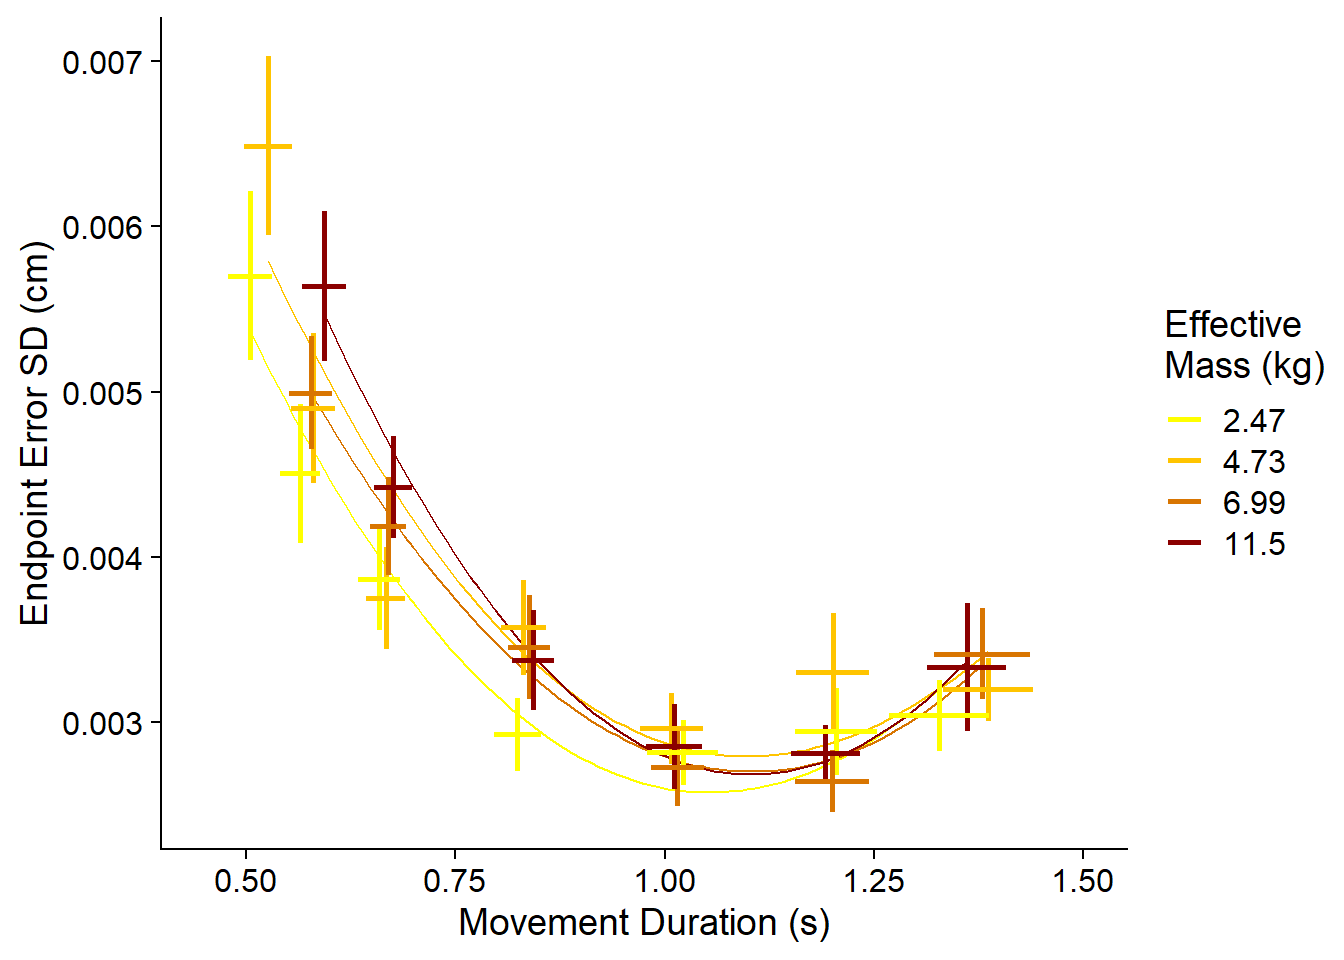 0.007
0.006
0.005
0.004
0.003
Endpoint Error SD (cm)
0.50 0.75 1.00 1.25 1.50
Movement Duration (s)
Effective
Mass (kg)
2.47
4.73
6.99
11.5